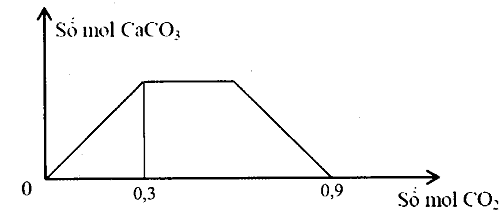 Số mol CaCO₃
0
0,3
0,9
Số mol CO₂